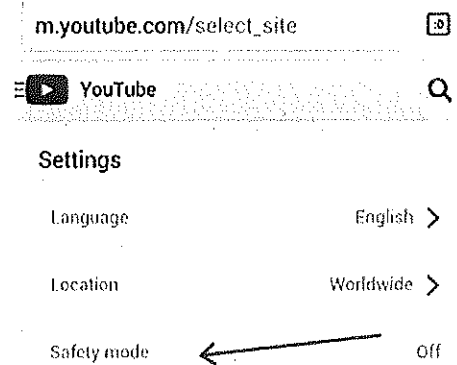 m.youtube.com/select_site :D
YouTube
Settings
Language English
Location Worldwide
Safety mode Off